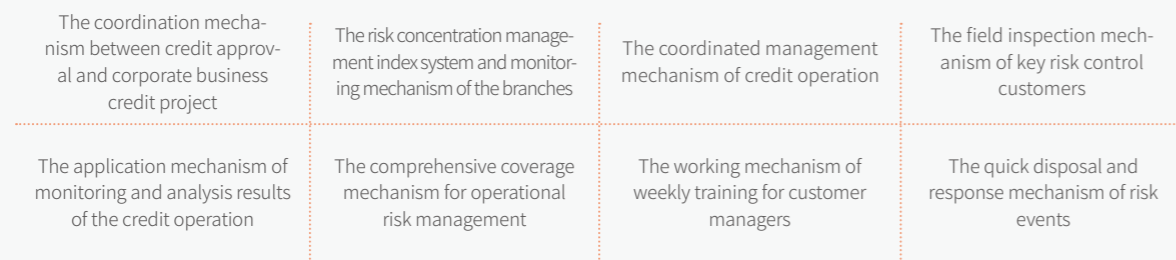 The coordination mecha-
nism between credit approv-
al and corporate business
credit project
The risk concentration manage-
ment index system and monitor-
ing mechanism of the branches
The coordinated management
mechanism of credit operation
The field inspection mech-
anism of key risk control
customers
The application mechanism of
monitoring and analysis results
of the credit operation
The comprehensive coverage
mechanism for operational
risk management
The working mechanism of
weekly training for customer
managers
The quick disposal and
response mechanism of risk
events